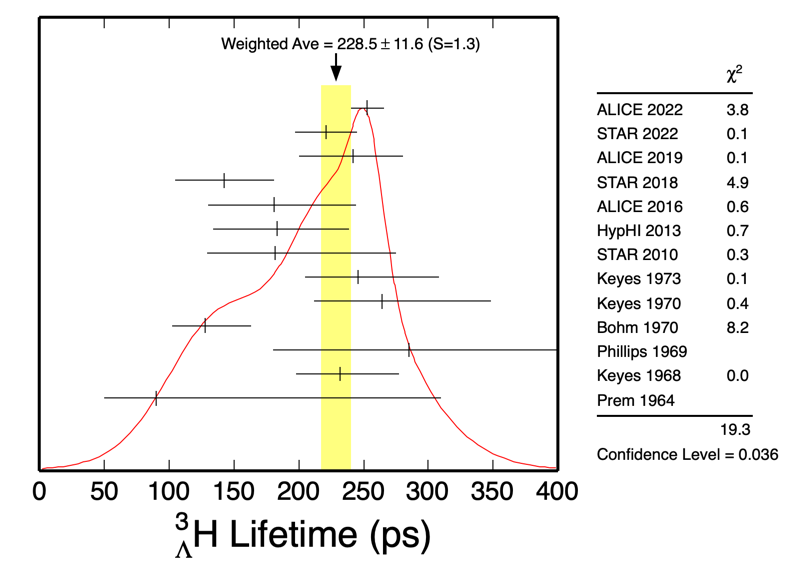 Weighted Ave = 228.5 ± 11.6 (S=1.3)
χ²
ALICE 2022 3.8
STAR 2022 0.1
ALICE 2019 0.1
STAR 2018 4.9
ALICE 2016 0.6
HypHI 2013 0.7
STAR 2010 0.3
Keyes 1973 0.1
Keyes 1970 0.4
Bohm 1970 8.2
Phillips 1969
Keyes 1968 0.0
Prem 1964
19.3
Confidence Level = 0.036
0 50 100 150 200 250 300 350 400
³ΛH Lifetime (ps)